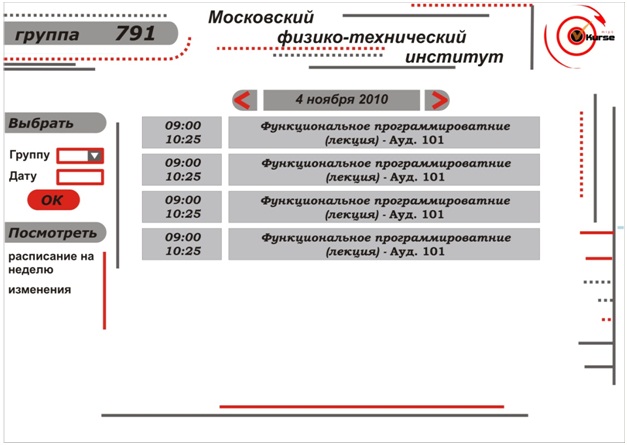 группа 791
Московский
физико-технический
институт
Kurse
< 4 ноября 2010 >
Выбрать
Группу
Дату
ОК
Посмотреть
расписание на
неделю
изменения
09:00
10:25
Функциональное программироватние
(лекция) - Ауд. 101
09:00
10:25
Функциональное программироватние
(лекция) - Ауд. 101
09:00
10:25
Функциональное программироватние
(лекция) - Ауд. 101
09:00
10:25
Функциональное программироватние
(лекция) - Ауд. 101